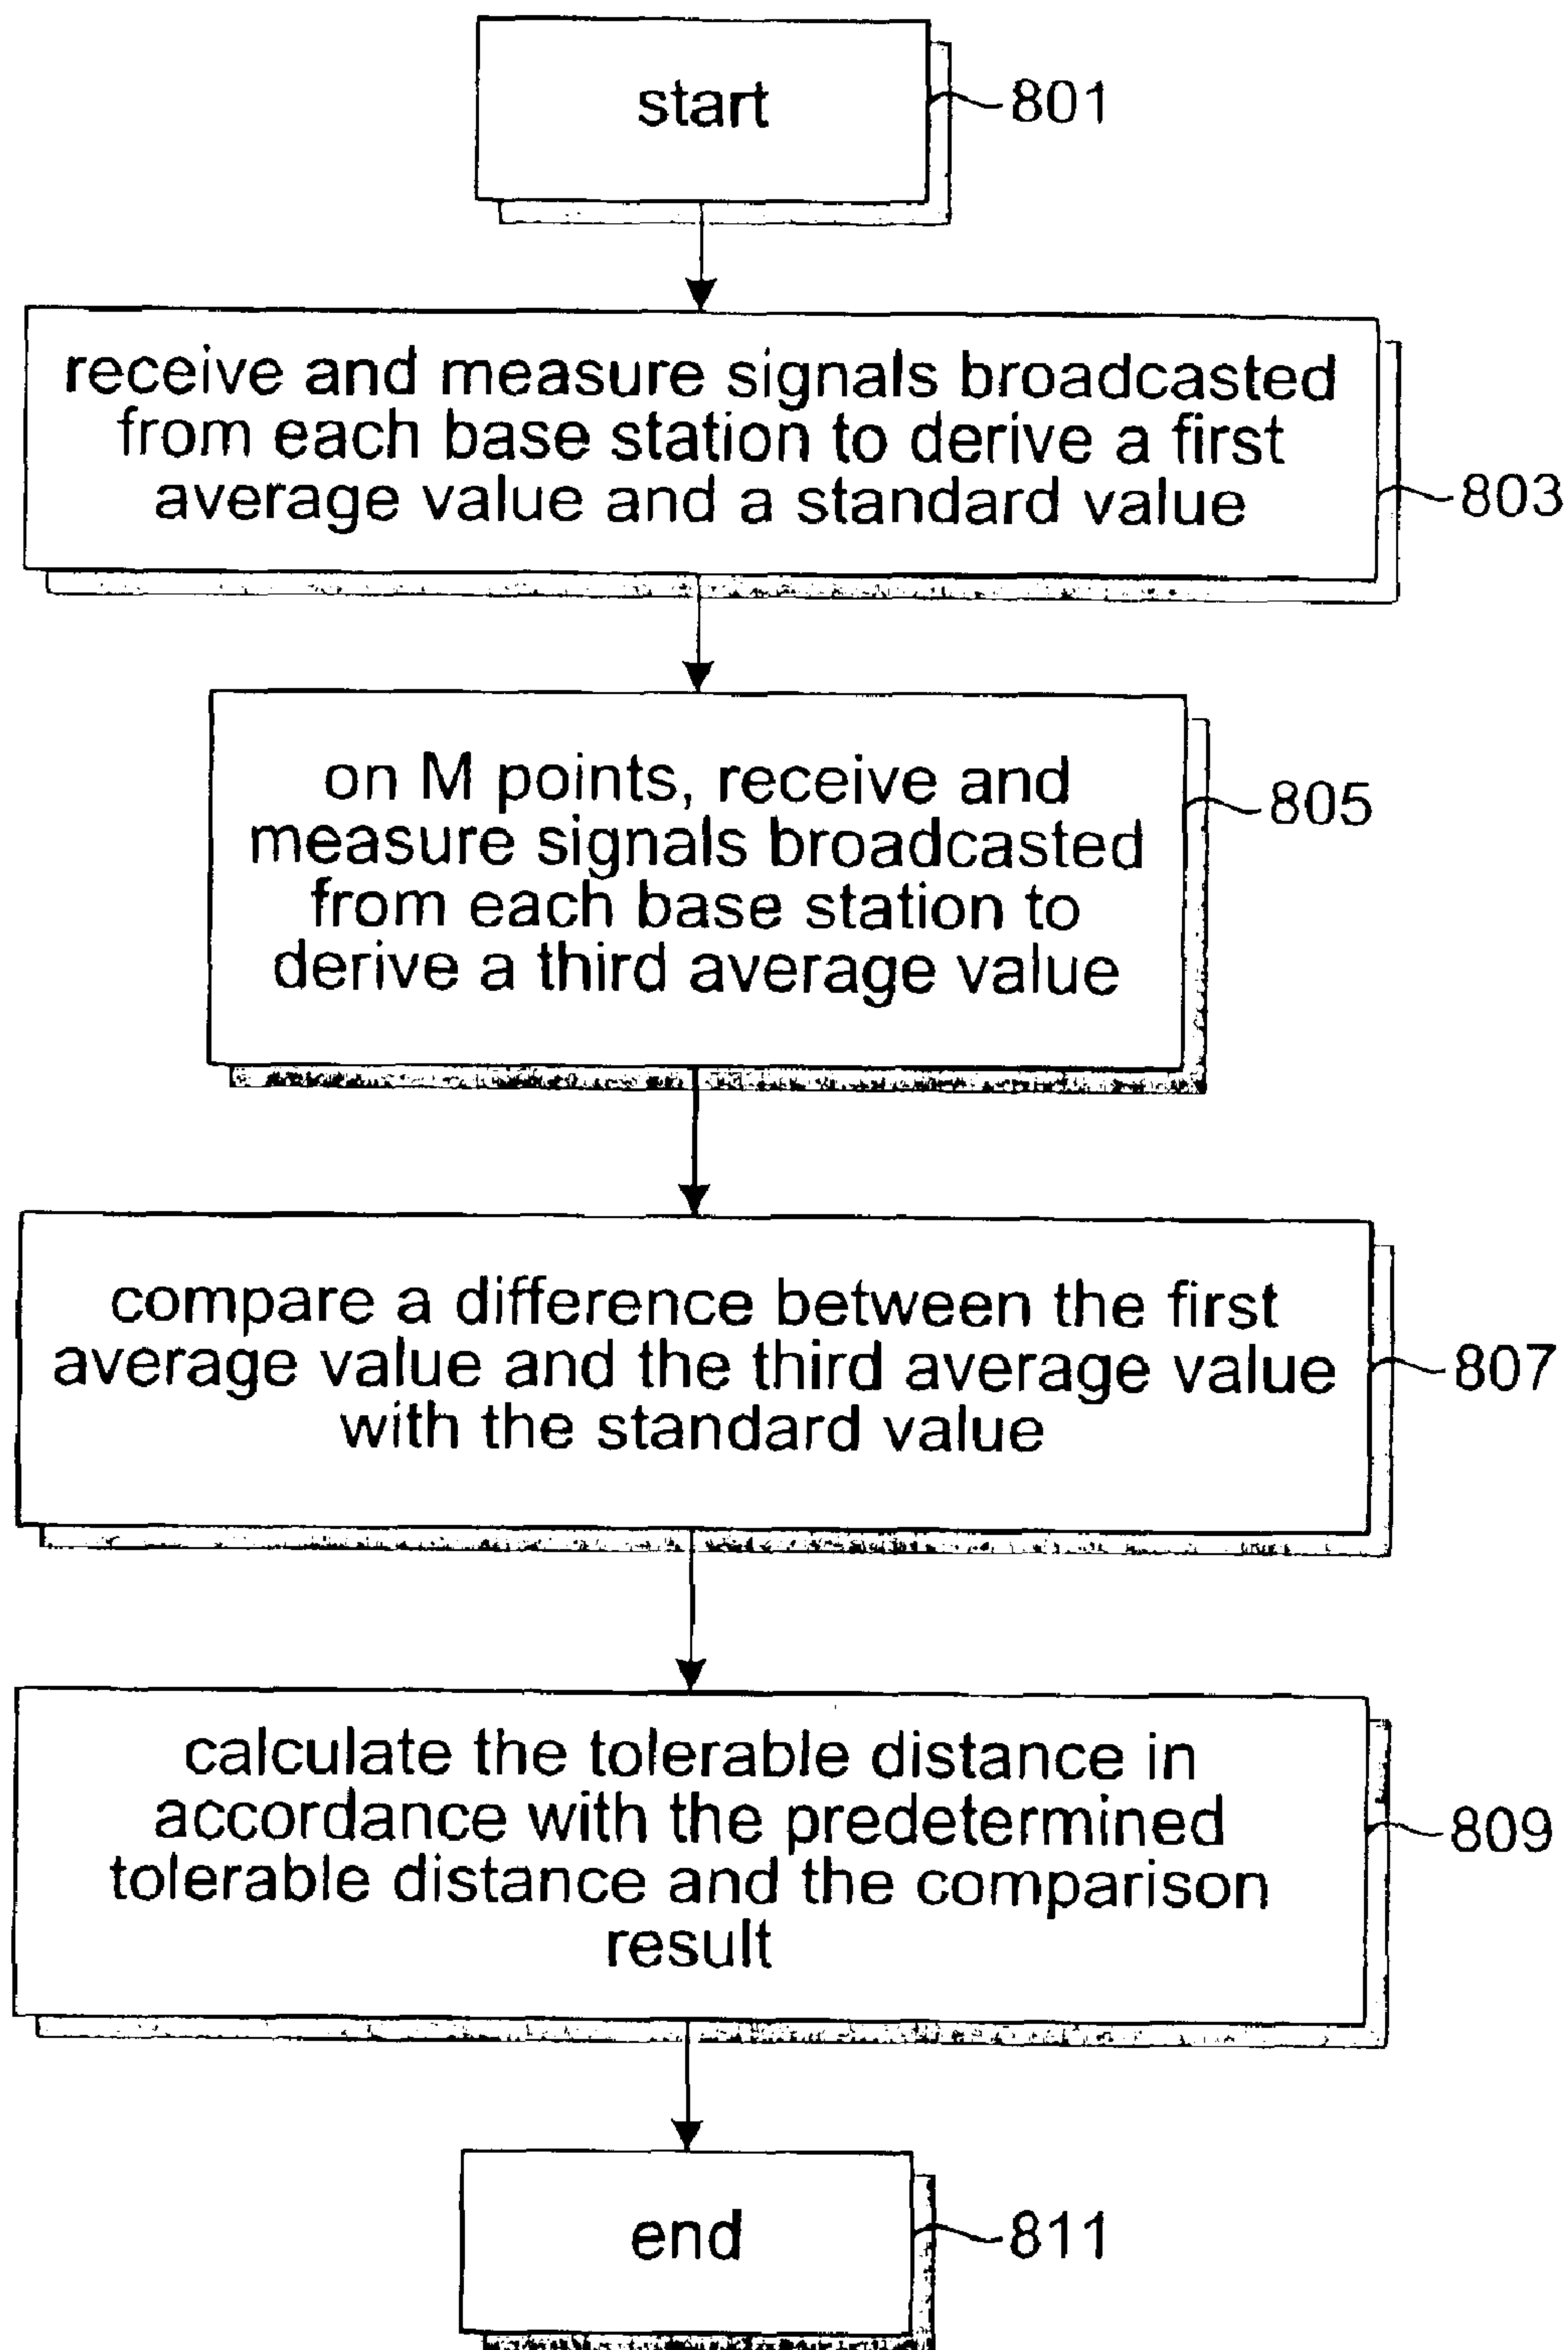 start
801
receive and measure signals broadcasted
from each base station to derive a first
average value and a standard value
803
on M points, receive and
measure signals broadcasted
from each base station to
derive a third average value
805
compare a difference between the first
average value and the third average value
with the standard value
807
calculate the tolerable distance in
accordance with the predetermined
tolerable distance and the comparison
result
809
end
811